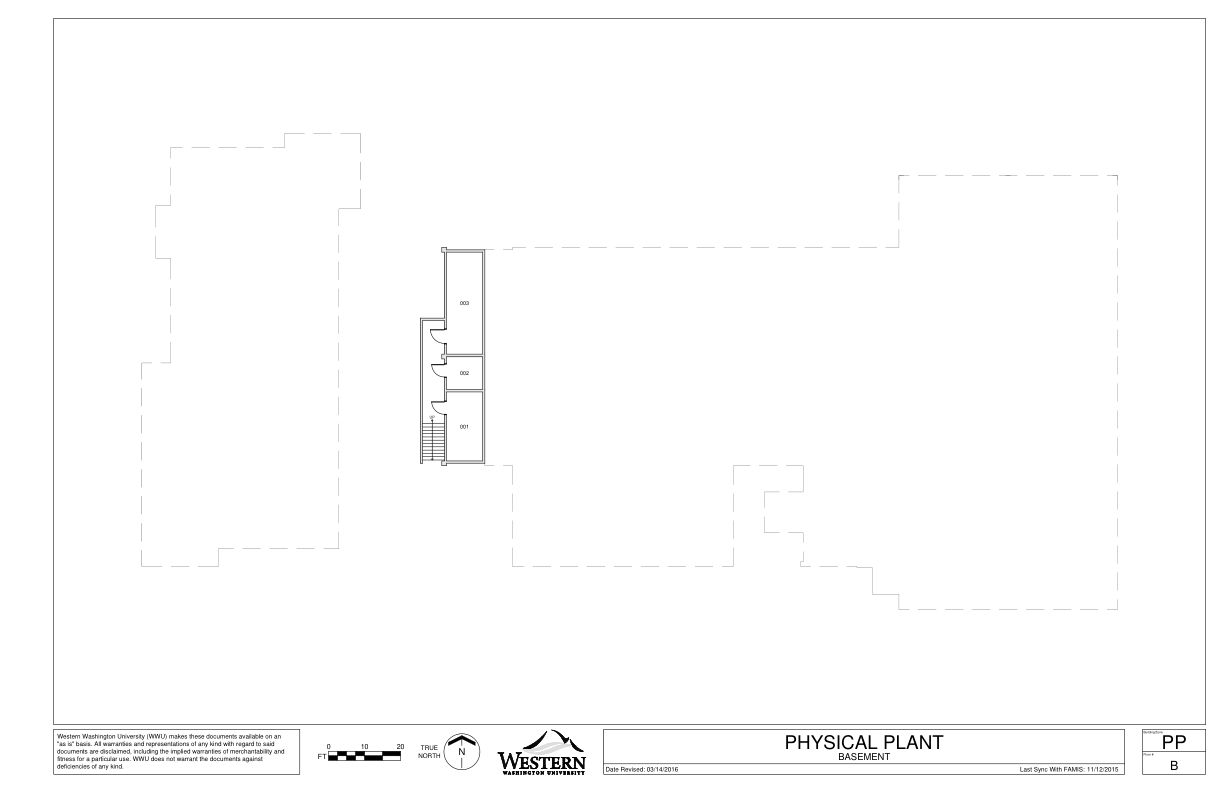 003
002
001
UP
Western Washington University (WWU) makes these documents available on an
"as is" basis. All warranties and representations of any kind with regard to said
documents are disclaimed, including the implied warranties of merchantability and
fitness for a particular use. WWU does not warrant the documents against
deficiencies of any kind.
0 10 20
FT
TRUE
NORTH
N
WESTERN
WASHINGTON UNIVERSITY
PHYSICAL PLANT
BASEMENT
Date Revised: 03/14/2016
Last Sync With FAMIS: 11/12/2015
PP
Floor #
B